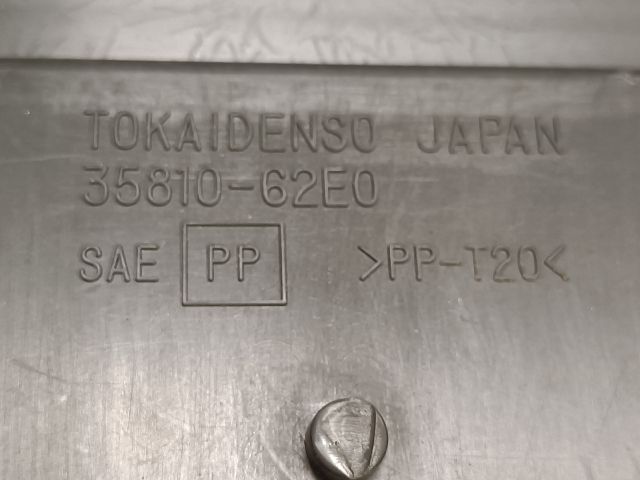 TOKAIDENSO JAPAN
35810-62E0
SAE PP >PP-T20<